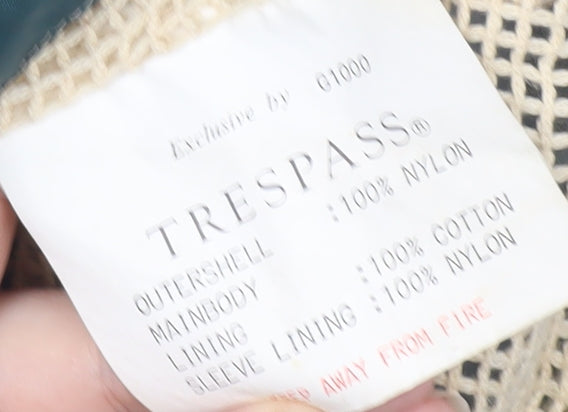 Exclusive by G1000
TRESPASS®
OUTERSHELL :100% NYLON
MAINBODY
LINING :100% COTTON
SLEEVE LINING :100% NYLON
AWAY FROM FIRE